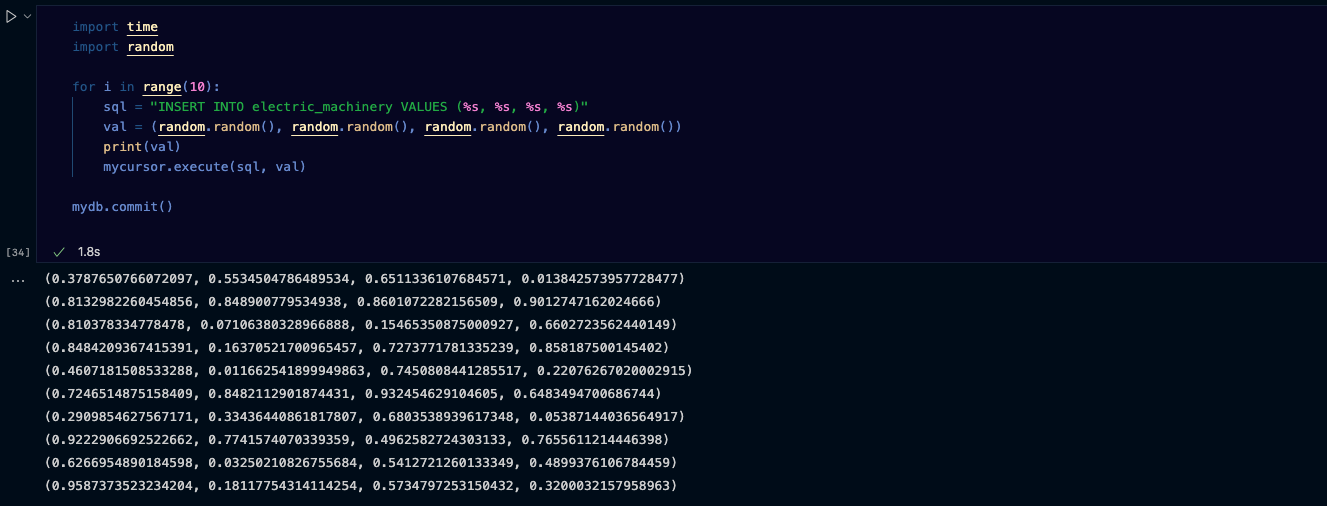 import time
import random
for i in range(10):
    sql = "INSERT INTO electric_machinery VALUES (%s, %s, %s, %s)"
    val = (random.random(), random.random(), random.random(), random.random())
    print(val)
    mycursor.execute(sql, val)
mydb.commit()
[34] ✓ 1.8s
... (0.3787650766072097, 0.5534504786489534, 0.6511336107684571, 0.013842573957728477)
(0.8132982260454856, 0.848900779534938, 0.8601072282156509, 0.9012747162024666)
(0.810378334778478, 0.07106380328966888, 0.15465350875000927, 0.6602723562440149)
(0.8484209367415391, 0.16370521700965457, 0.7273771781335239, 0.858187500145402)
(0.4607181508533288, 0.011662541899949863, 0.7450808441285517, 0.22076267020002915)
(0.7246514875158409, 0.8482112901874431, 0.932454629104605, 0.6483494700686744)
(0.2909854627567171, 0.33436440861817807, 0.6803538939617348, 0.05387144036564917)
(0.9222906692522662, 0.7741574070339359, 0.4962582724303133, 0.7655611214446398)
(0.6266954890184598, 0.03250210826755684, 0.5412721260133349, 0.4899376106784459)
(0.9587373523234204, 0.18117754314114254, 0.5734797253150432, 0.3200032157958963)